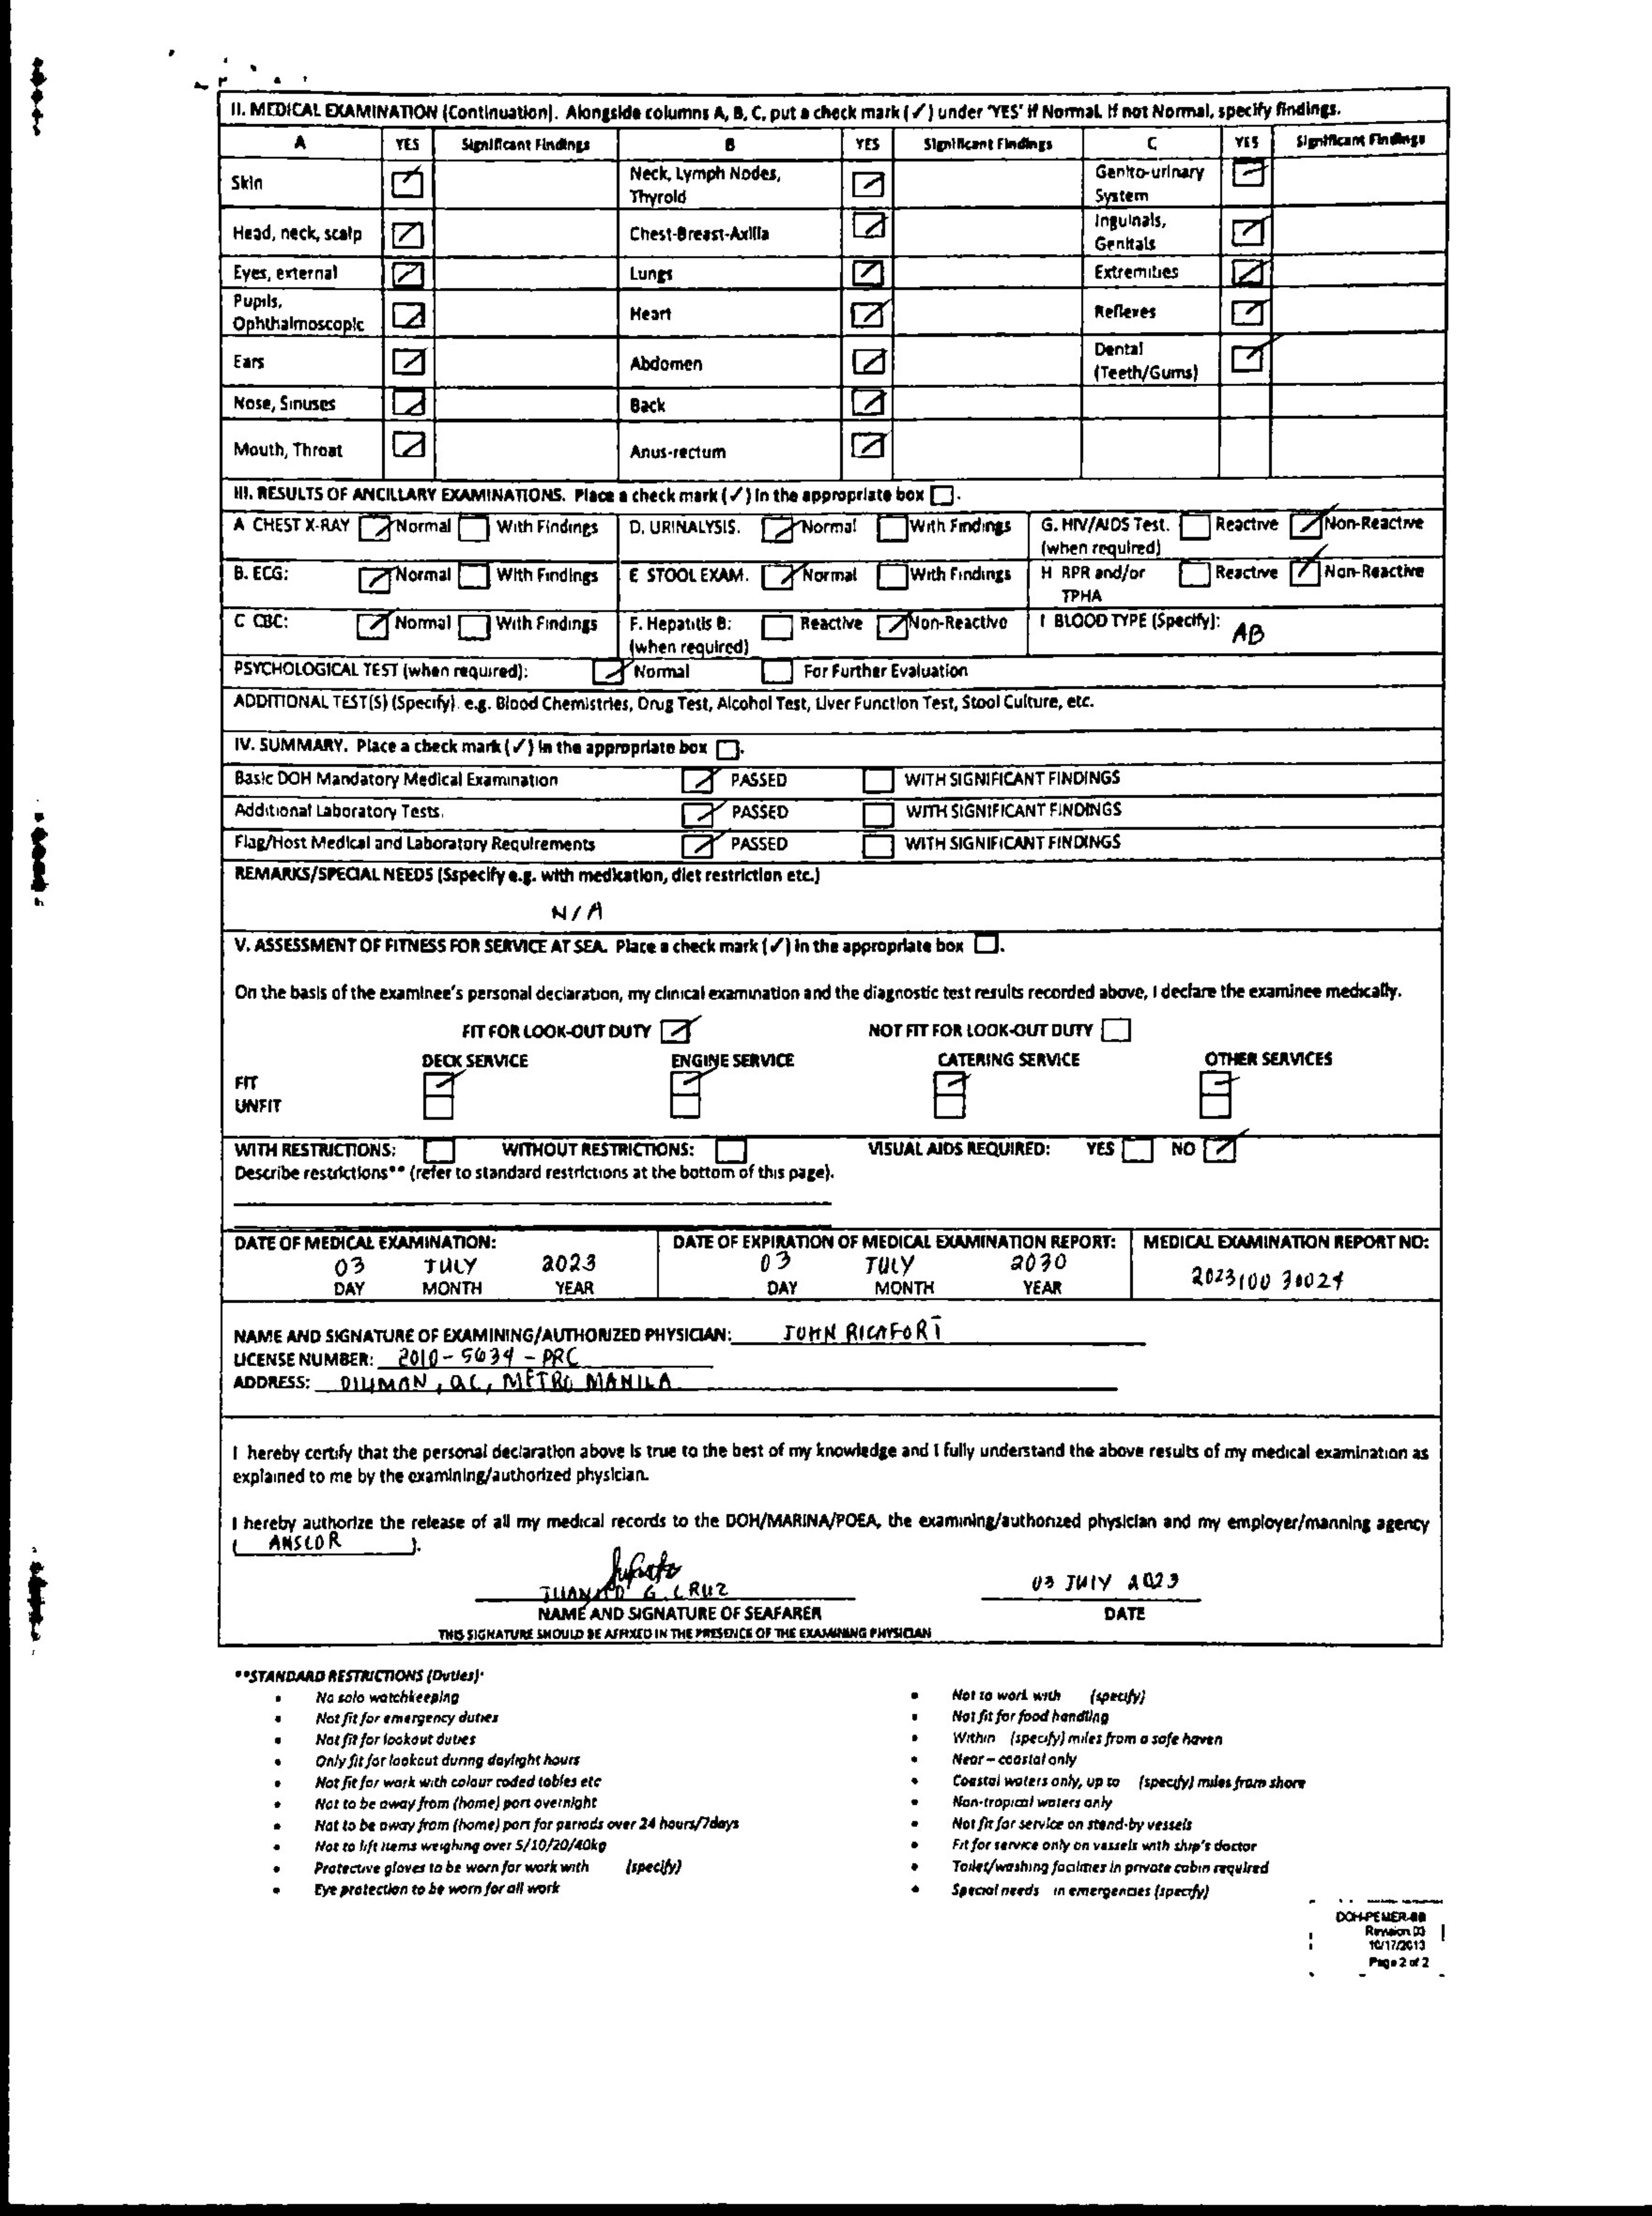 II. MEDICAL EXAMINATION (Continuation). Alongside columns A, B, C, put a check mark (✓) under 'YES' if Normal. If not Normal, specify findings.
A YES Significant Findings B YES Significant Findings C YES Significant Findings
Skin ☑ Neck, Lymph Nodes, Thyroid ☑ Genito-urinary System ☑
Head, neck, scalp ☑ Chest-Breast-Axilla ☑ Inguinals, Genitals ☑
Eyes, external ☑ Lungs ☑ Extremities ☑
Pupils, Ophthalmoscopic ☑ Heart ☑ Reflexes ☑
Ears ☑ Abdomen ☑ Dental (Teeth/Gums) ☑
Nose, Sinuses ☑ Back ☑
Mouth, Throat ☑ Anus-rectum ☑
III. RESULTS OF ANCILLARY EXAMINATIONS. Place a check mark (✓) in the appropriate box ☐.
A CHEST X-RAY ☑ Normal ☐ With Findings D. URINALYSIS. ☑ Normal ☐ With Findings G. HIV/AIDS Test. (when required) ☐ Reactive ☑ Non-Reactive
B. ECG: ☑ Normal ☐ With Findings E STOOL EXAM. ☑ Normal ☐ With Findings H RPR and/or TPHA ☐ Reactive ☑ Non-Reactive
C CBC: ☑ Normal ☐ With Findings F. Hepatitis B: (when required) ☐ Reactive ☑ Non-Reactive I BLOOD TYPE (Specify): AB
PSYCHOLOGICAL TEST (when required): ☑ Normal ☐ For Further Evaluation
ADDITIONAL TEST(S) (Specify). e.g. Blood Chemistries, Drug Test, Alcohol Test, Liver Function Test, Stool Culture, etc.
IV. SUMMARY. Place a check mark (✓) in the appropriate box ☐.
Basic DOH Mandatory Medical Examination ☑ PASSED ☐ WITH SIGNIFICANT FINDINGS
Additional Laboratory Tests. ☑ PASSED ☐ WITH SIGNIFICANT FINDINGS
Flag/Host Medical and Laboratory Requirements ☑ PASSED ☐ WITH SIGNIFICANT FINDINGS
REMARKS/SPECIAL NEEDS (Sspecify e.g. with medication, diet restriction etc.)
N/A
V. ASSESSMENT OF FITNESS FOR SERVICE AT SEA. Place a check mark (✓) in the appropriate box ☐.
On the basis of the examinee's personal declaration, my clinical examination and the diagnostic test results recorded above, I declare the examinee medically.
FIT FOR LOOK-OUT DUTY ☑ NOT FIT FOR LOOK-OUT DUTY ☐
DECK SERVICE ENGINE SERVICE CATERING SERVICE OTHER SERVICES
FIT ☑ ☑ ☑ ☑
UNFIT ☐ ☐ ☐ ☐
WITH RESTRICTIONS: ☐ WITHOUT RESTRICTIONS: ☐ VISUAL AIDS REQUIRED: YES ☐ NO ☑
Describe restrictions** (refer to standard restrictions at the bottom of this page).
DATE OF MEDICAL EXAMINATION: DATE OF EXPIRATION OF MEDICAL EXAMINATION REPORT: MEDICAL EXAMINATION REPORT NO:
03 JULY 2023 03 JULY 2030 202310030024
DAY MONTH YEAR DAY MONTH YEAR
NAME AND SIGNATURE OF EXAMINING/AUTHORIZED PHYSICIAN: JOHN RICAFORT
LICENSE NUMBER: 2010-5634-PRC
ADDRESS: DILIMAN, QC, METRO MANILA
I hereby certify that the personal declaration above is true to the best of my knowledge and I fully understand the above results of my medical examination as
explained to me by the examining/authorized physician.
I hereby authorize the release of all my medical records to the DOH/MARINA/POEA, the examining/authorized physician and my employer/manning agency
( ANSCOR ).
JUANITO G. CRUZ 03 JULY 2023
NAME AND SIGNATURE OF SEAFARER DATE
THIS SIGNATURE SHOULD BE AFFIXED IN THE PRESENCE OF THE EXAMINING PHYSICIAN
**STANDARD RESTRICTIONS (Duties):
• No solo watchkeeping
• Not fit for emergency duties
• Not fit for lookout duties
• Only fit for lookout during daylight hours
• Not fit for work with colour coded tables etc
• Not to be away from (home) port overnight
• Not to be away from (home) port for periods over 24 hours/7days
• Not to lift items weighing over 5/10/20/40kg
• Protective gloves to be worn for work with (specify)
• Eye protection to be worn for all work
• Not to work with (specify)
• Not fit for food handling
• Within (specify) miles from a safe haven
• Near – coastal only
• Coastal waters only, up to (specify) miles from shore
• Non-tropical waters only
• Not fit for service on stand-by vessels
• Fit for service only on vessels with ship's doctor
• Toilet/washing facilities in private cabin required
• Special needs in emergencies (specify)
Revision 03
10/17/2013
Page 2 of 2